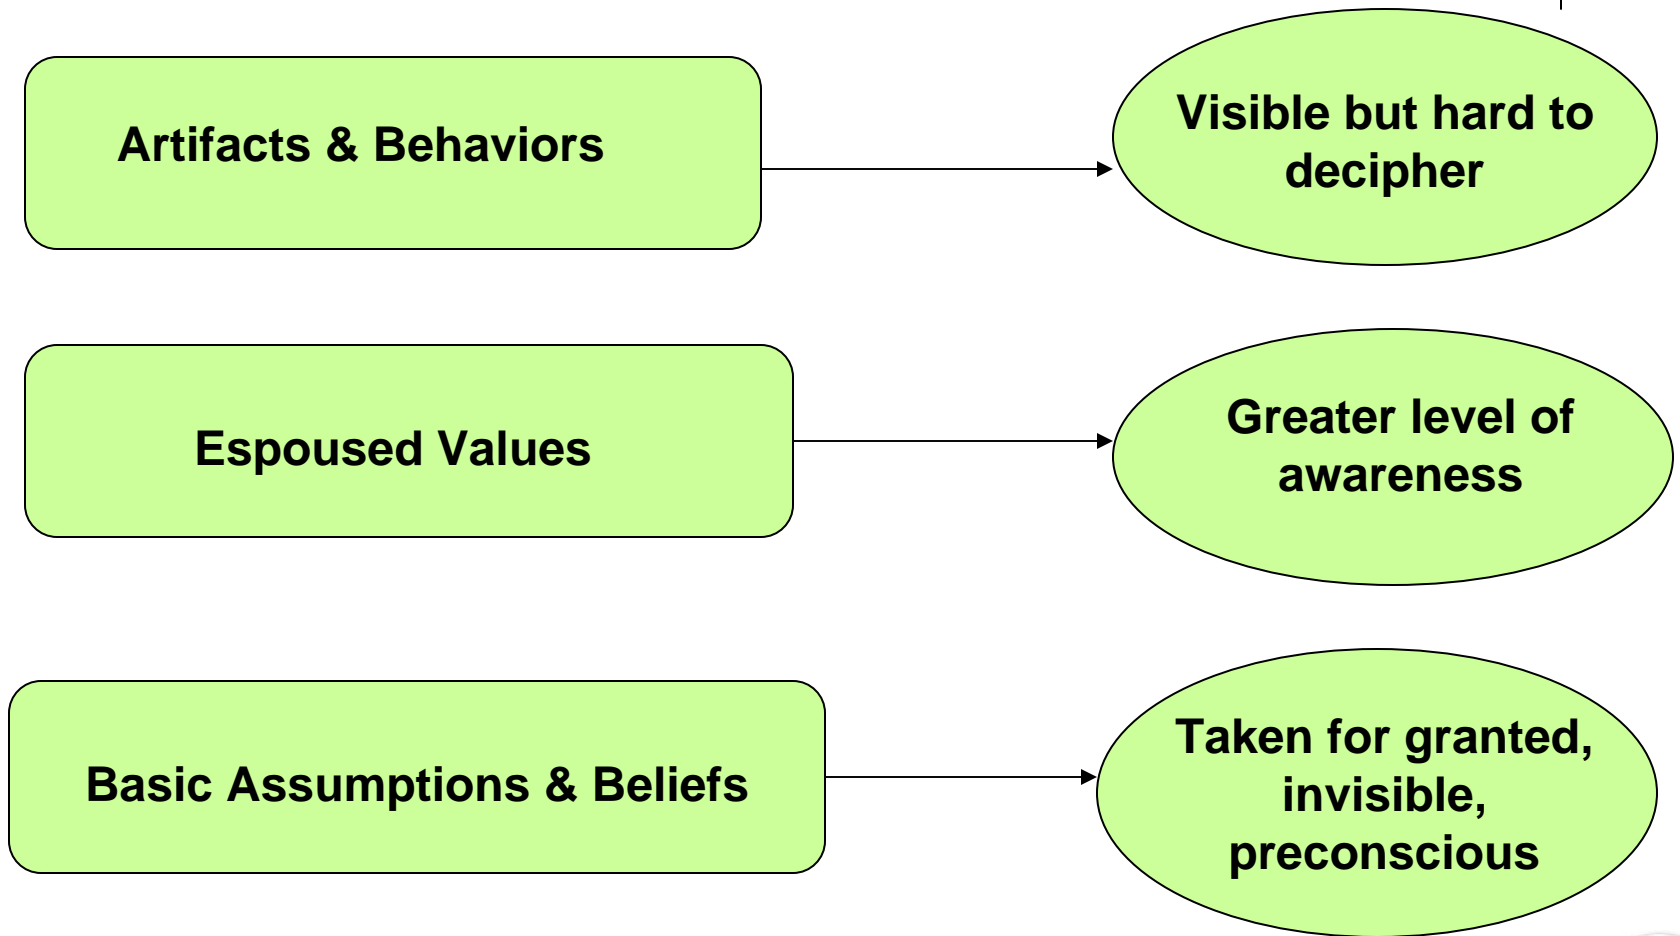 Artifacts & Behaviors
Visible but hard to
decipher
Espoused Values
Greater level of
awareness
Basic Assumptions & Beliefs
Taken for granted,
invisible,
preconscious